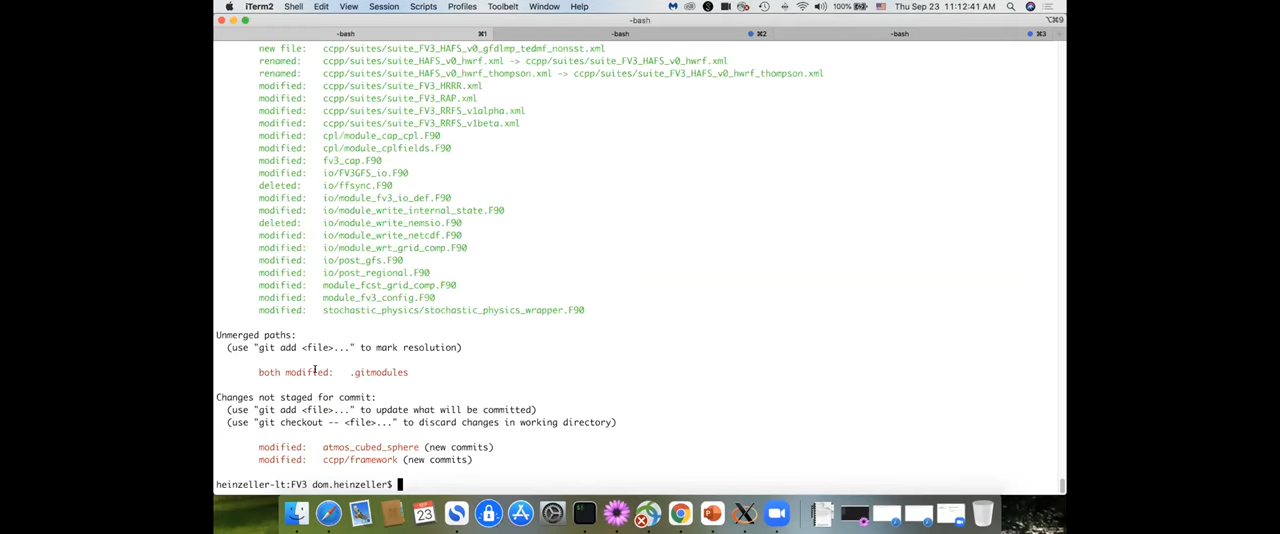 iTerm2 Shell Edit View Session Scripts Profiles Toolbelt Window Help 100% Thu Sep 23 11:12:41 AM
-bash ⌥⌘9
-bash ⌘1 -bash ⌘2 -bash ⌘3
new file: ccpp/suites/suite_FV3_HAFS_v0_gfdlmp_tedmf_nonsst.xml
renamed: ccpp/suites/suite_HAFS_v0_hwrf.xml -> ccpp/suites/suite_FV3_HAFS_v0_hwrf.xml
renamed: ccpp/suites/suite_HAFS_v0_hwrf_thompson.xml -> ccpp/suites/suite_FV3_HAFS_v0_hwrf_thompson.xml
modified: ccpp/suites/suite_FV3_HRRR.xml
modified: ccpp/suites/suite_FV3_RAP.xml
modified: ccpp/suites/suite_FV3_RRFS_v1alpha.xml
modified: ccpp/suites/suite_FV3_RRFS_v1beta.xml
modified: cpl/module_cap_cpl.F90
modified: cpl/module_cplfields.F90
modified: fv3_cap.F90
modified: io/FV3GFS_io.F90
deleted: io/ffsync.F90
modified: io/module_fv3_io_def.F90
modified: io/module_write_internal_state.F90
deleted: io/module_write_nemsio.F90
modified: io/module_write_netcdf.F90
modified: io/module_wrt_grid_comp.F90
modified: io/post_gfs.F90
modified: io/post_regional.F90
modified: module_fcst_grid_comp.F90
modified: module_fv3_config.F90
modified: stochastic_physics/stochastic_physics_wrapper.F90
Unmerged paths:
(use "git add <file>..." to mark resolution)
both modified: .gitmodules
Changes not staged for commit:
(use "git add <file>..." to update what will be committed)
(use "git checkout -- <file>..." to discard changes in working directory)
modified: atmos_cubed_sphere (new commits)
modified: ccpp/framework (new commits)
heinzeller-lt:FV3 dom.heinzeller$
23